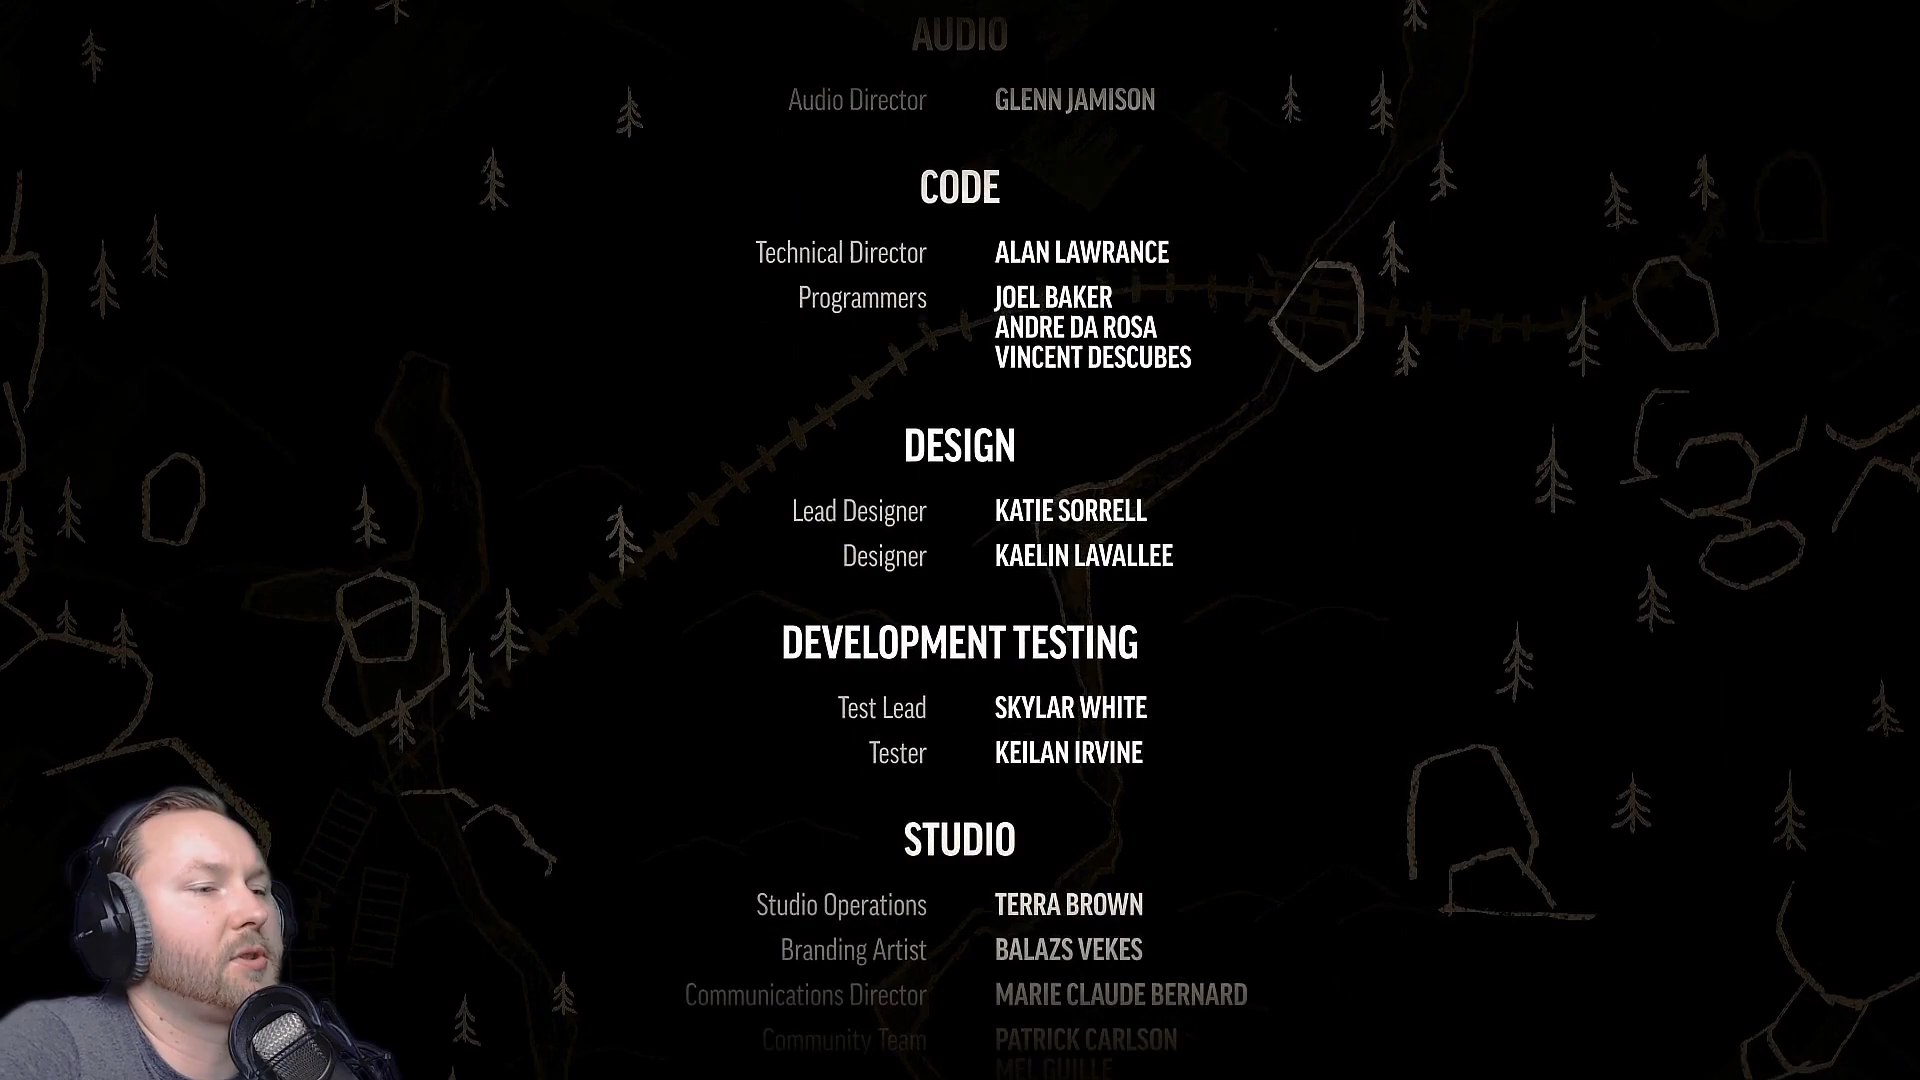 AUDIO
Audio Director GLENN JAMISON
CODE
Technical Director ALAN LAWRANCE
Programmers JOEL BAKER
ANDRE DA ROSA
VINCENT DESCUBES
DESIGN
Lead Designer KATIE SORRELL
Designer KAELIN LAVALLEE
DEVELOPMENT TESTING
Test Lead SKYLAR WHITE
Tester KEILAN IRVINE
STUDIO
Studio Operations TERRA BROWN
Branding Artist BALAZS VEKES
Communications Director MARIE CLAUDE BERNARD
Community Team PATRICK CARLSON
MEL GUILLE